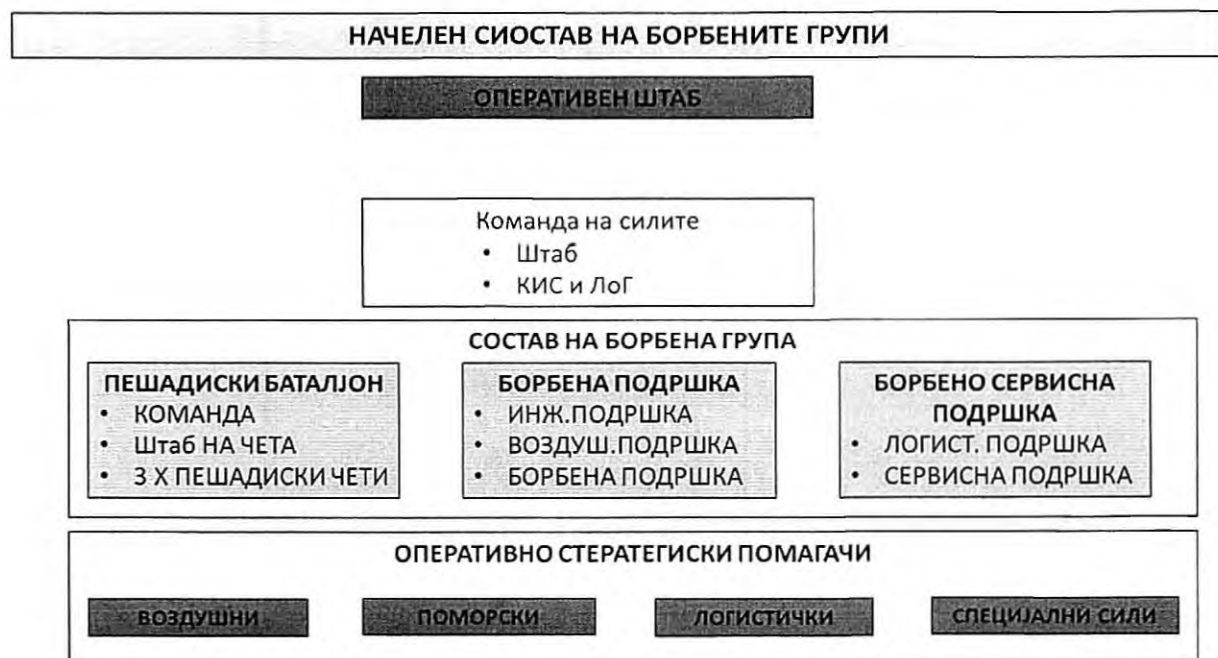 НАЧЕЛЕН СИОСТАВ НА БОРБЕНИТЕ ГРУПИ
ОПЕРАТИВЕН ШТАБ
Команда на силите
• Штаб
• КИС и ЛоГ
СОСТАВ НА БОРБЕНА ГРУПА
ПЕШАДИСКИ БАТАЛЈОН
• КОМАНДА
• Штаб НА ЧЕТА
• 3 Х ПЕШАДИСКИ ЧЕТИ
БОРБЕНА ПОДРШКА
• ИНЖ.ПОДРШКА
• ВОЗДУШ.ПОДРШКА
• БОРБЕНА ПОДРШКА
БОРБЕНО СЕРВИСНА
ПОДРШКА
• ЛОГИСТ. ПОДРШКА
• СЕРВИСНА ПОДРШКА
ОПЕРАТИВНО СТЕРАТЕГИСКИ ПОМАГАЧИ
ВОЗДУШНИ
ПОМОРСКИ
ЛОГИСТИЧКИ
СПЕЦИЈАЛНИ СИЛИ